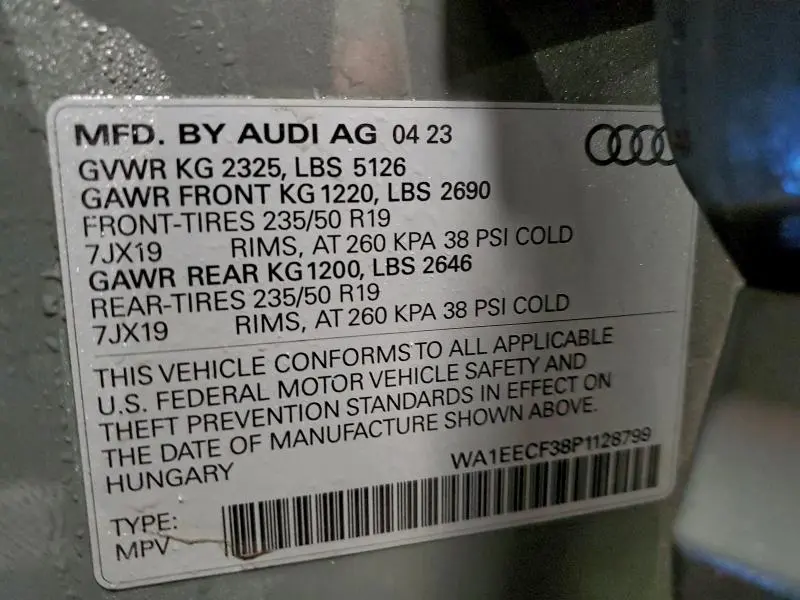 MFD. BY AUDI AG 04 23
GVWR KG 2325, LBS 5126
GAWR FRONT KG 1220, LBS 2690
FRONT-TIRES 235/50 R19
7JX19 RIMS, AT 260 KPA 38 PSI COLD
GAWR REAR KG 1200, LBS 2646
REAR-TIRES 235/50 R19
7JX19 RIMS, AT 260 KPA 38 PSI COLD
THIS VEHICLE CONFORMS TO ALL APPLICABLE
U.S. FEDERAL MOTOR VEHICLE SAFETY AND
THEFT PREVENTION STANDARDS IN EFFECT ON
THE DATE OF MANUFACTURE SHOWN ABOVE.
HUNGARY WA1EECF38P1128799
TYPE:
MPV